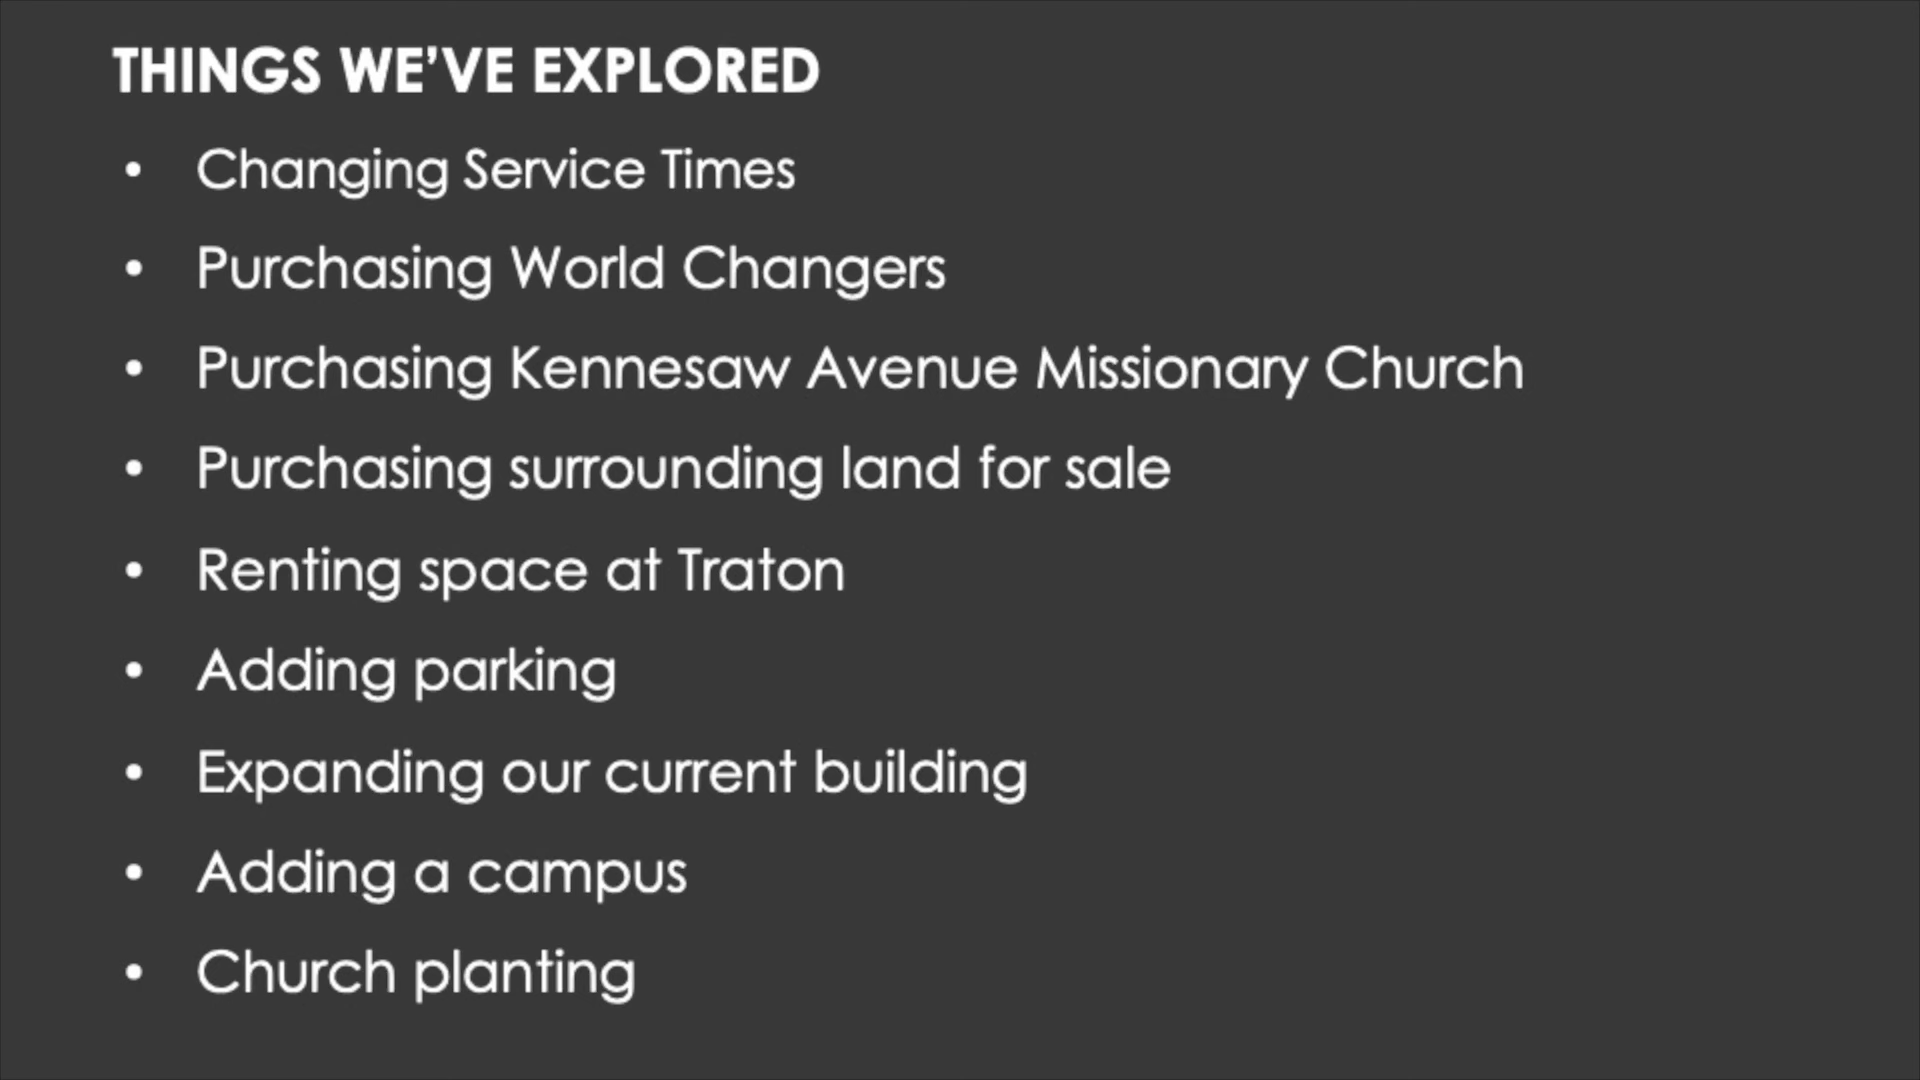 THINGS WE’VE EXPLORED
• Changing Service Times
• Purchasing World Changers
• Purchasing Kennesaw Avenue Missionary Church
• Purchasing surrounding land for sale
• Renting space at Traton
• Adding parking
• Expanding our current building
• Adding a campus
• Church planting